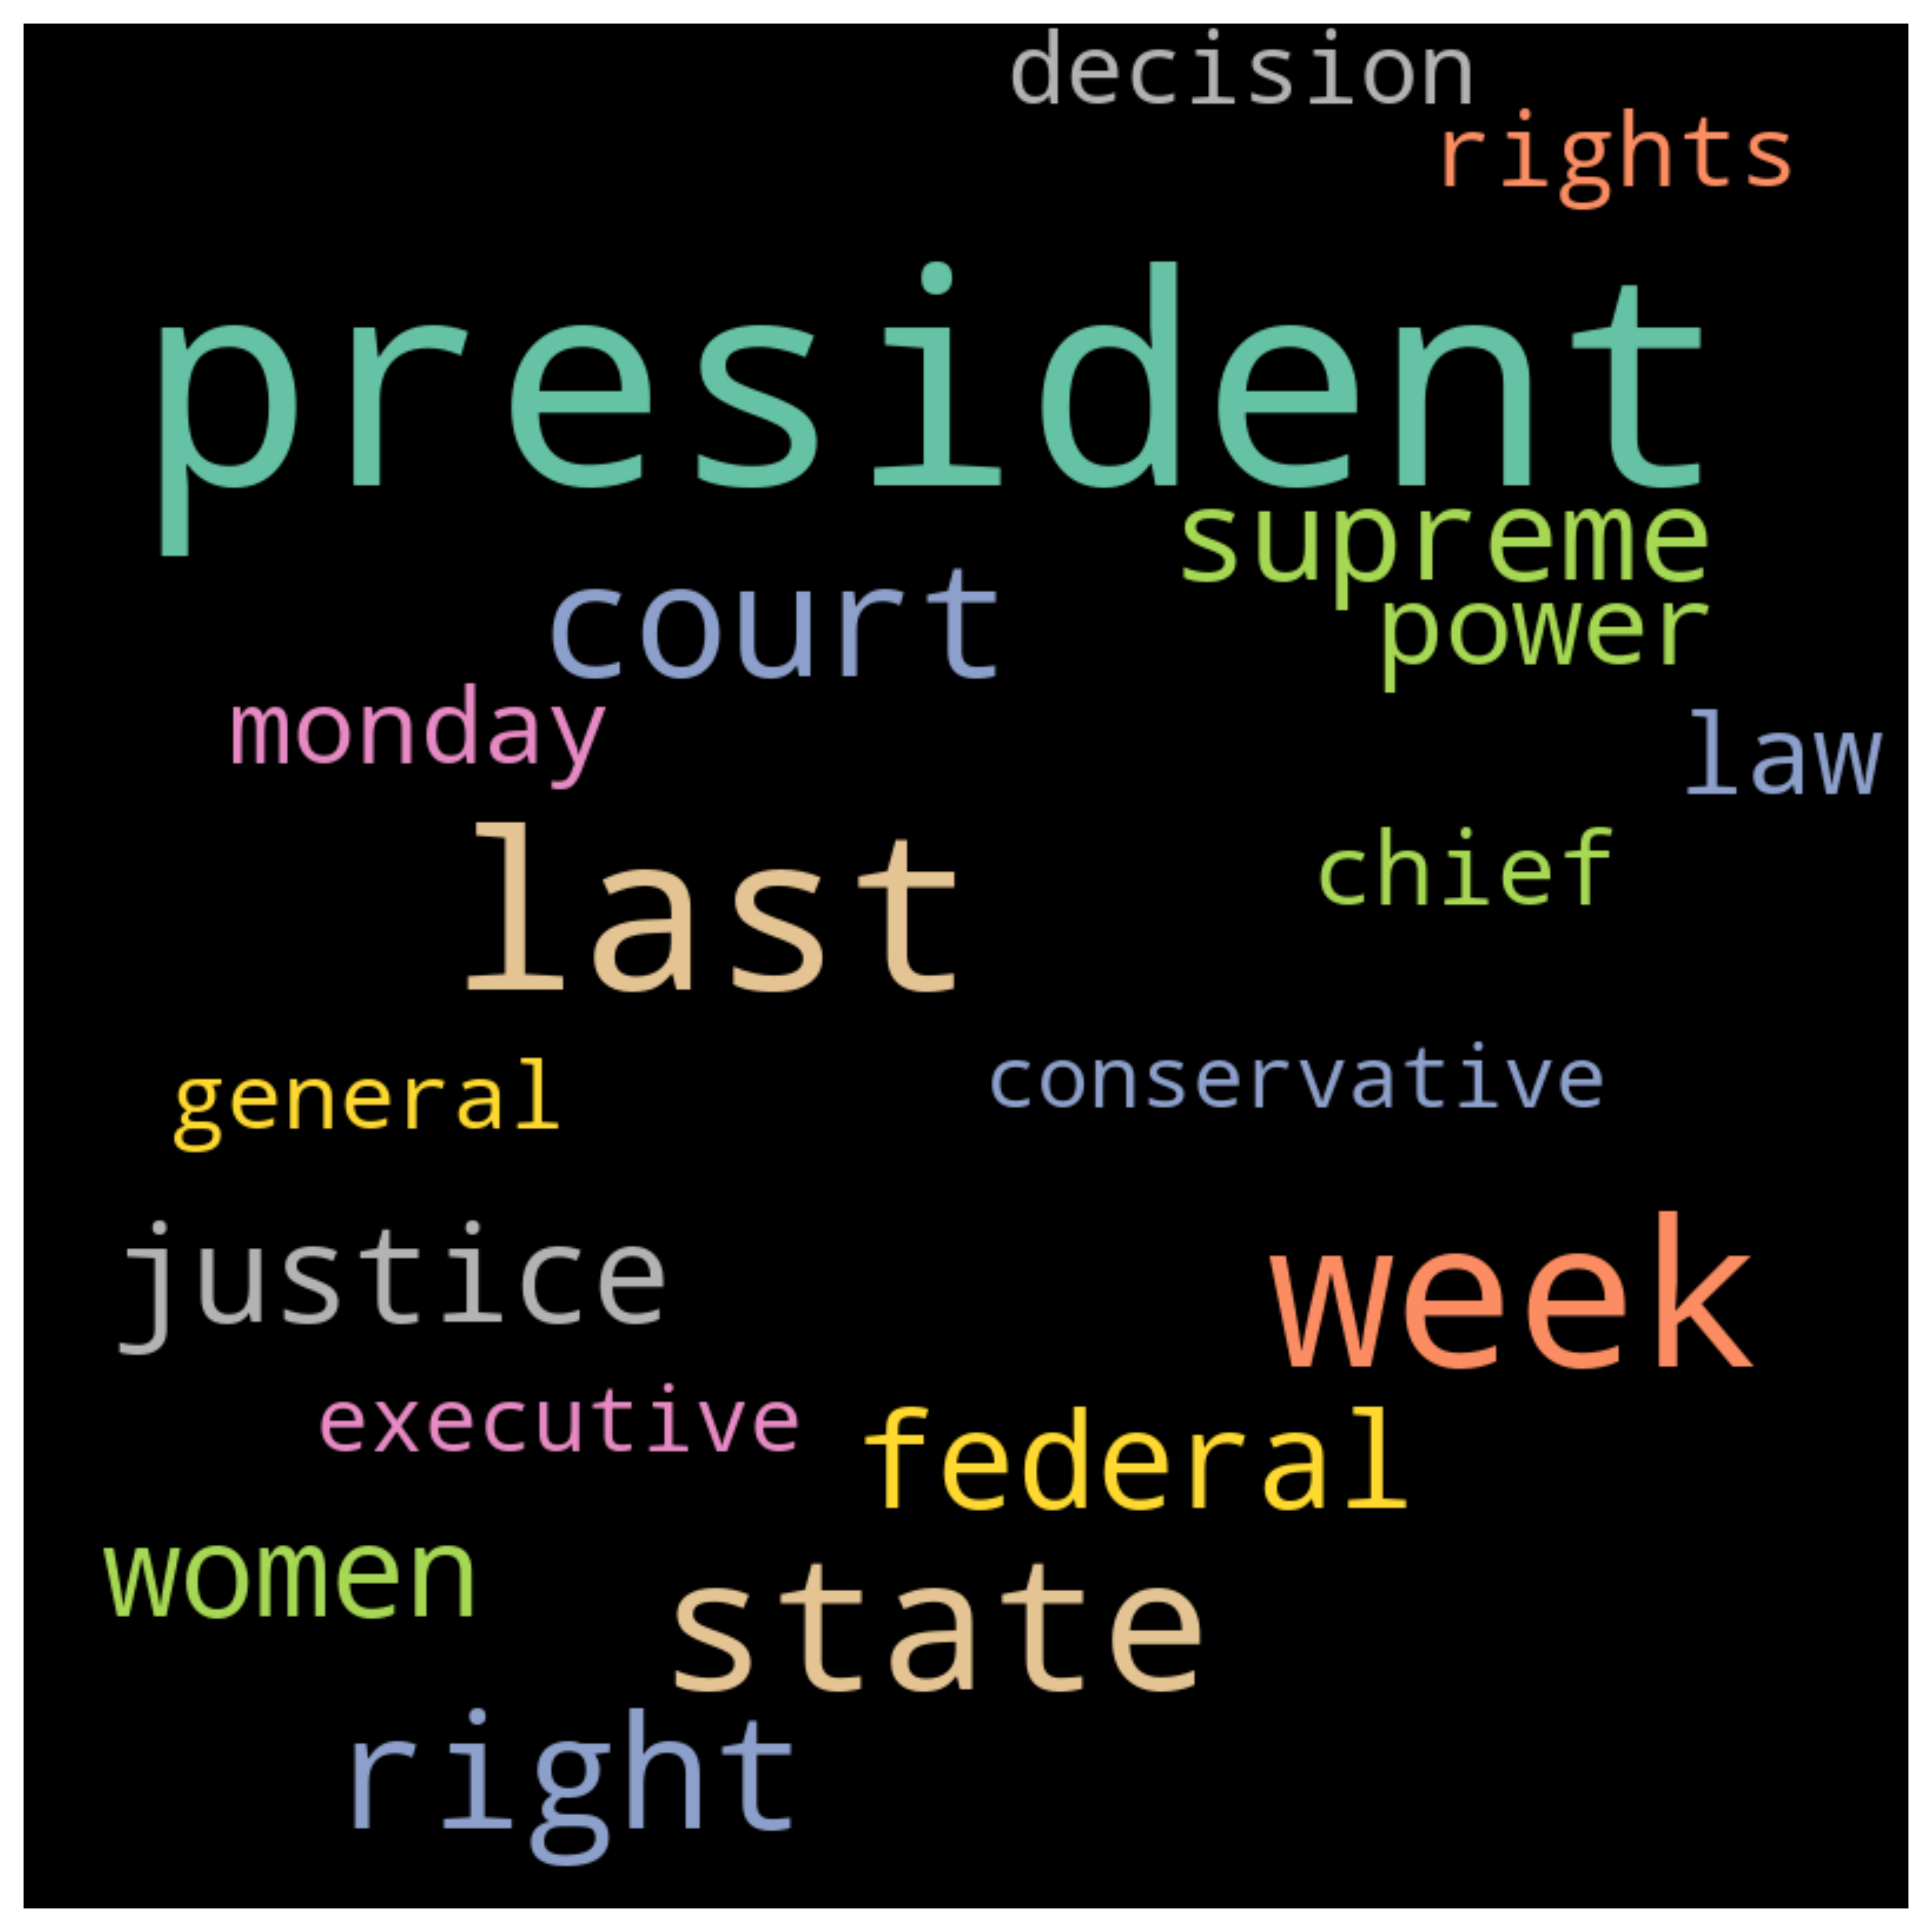 decision
rights
president
supreme
court
power
monday
law
last
chief
general
conservative
justice
week
executive
federal
women
state
right